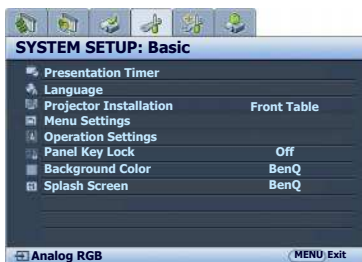 SYSTEM SETUP: Basic
Presentation Timer
Language
Projector Installation Front Table
Menu Settings
Operation Settings
Panel Key Lock Off
Background Color BenQ
Splash Screen BenQ
Analog RGB MENU Exit